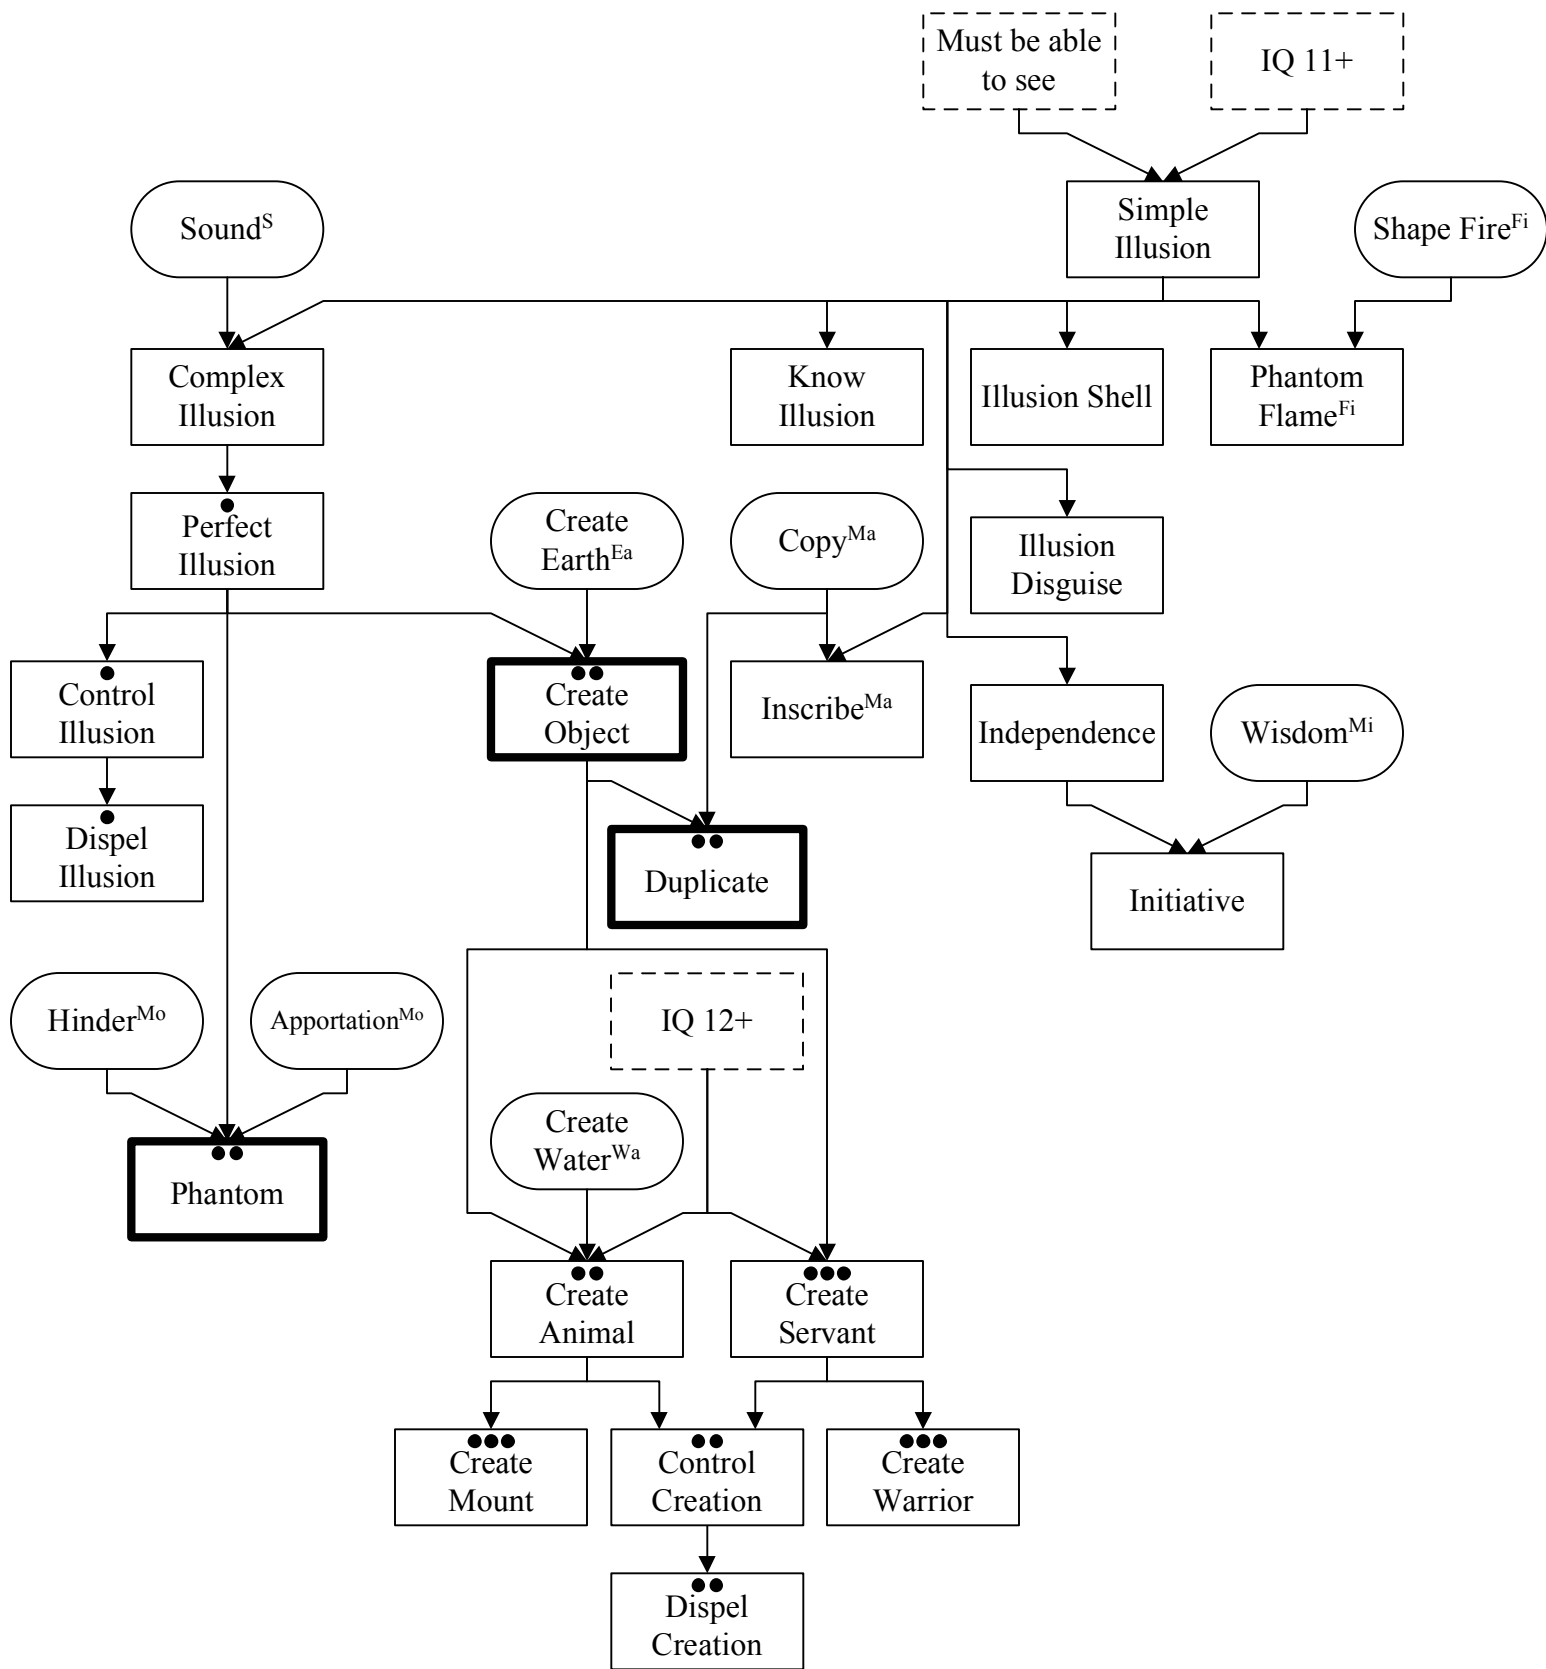 Must be able
to see
IQ 11+
Sound^S
Simple
Illusion
Shape Fire^Fi
Complex
Illusion
Know
Illusion
Illusion Shell
Phantom
Flame^Fi
Perfect
Illusion
Create
Earth^Ea
Copy^Ma
Illusion
Disguise
Control
Illusion
Create
Object
Inscribe^Ma
Independence
Wisdom^Mi
Dispel
Illusion
Duplicate
Initiative
Hinder^Mo
Apportation^Mo
IQ 12+
Create
Water^Wa
Phantom
Create
Animal
Create
Servant
Create
Mount
Control
Creation
Create
Warrior
Dispel
Creation